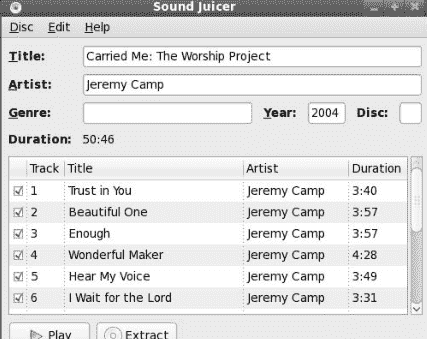 Sound Juicer
Disc Edit Help
Title: Carried Me: The Worship Project
Artist: Jeremy Camp
Genre: Year: 2004 Disc:
Duration: 50:46
Track Title Artist Duration
1 Trust in You Jeremy Camp 3:40
2 Beautiful One Jeremy Camp 3:57
3 Enough Jeremy Camp 3:57
4 Wonderful Maker Jeremy Camp 4:28
5 Hear My Voice Jeremy Camp 3:49
6 I Wait for the Lord Jeremy Camp 3:31
Play Extract